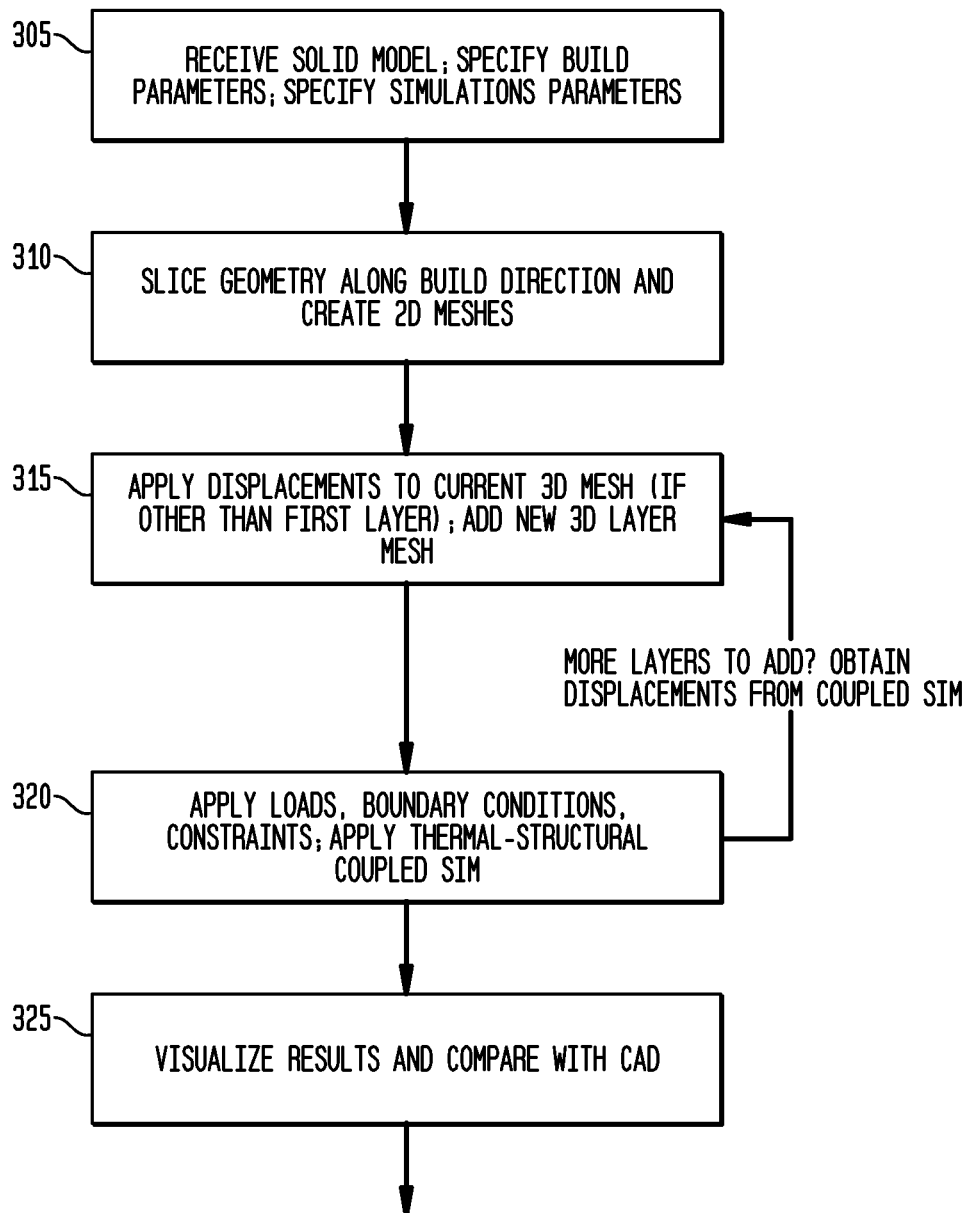 305
RECEIVE SOLID MODEL; SPECIFY BUILD
PARAMETERS; SPECIFY SIMULATIONS PARAMETERS
310
SLICE GEOMETRY ALONG BUILD DIRECTION AND
CREATE 2D MESHES
315
APPLY DISPLACEMENTS TO CURRENT 3D MESH (IF
OTHER THAN FIRST LAYER); ADD NEW 3D LAYER
MESH
MORE LAYERS TO ADD? OBTAIN
DISPLACEMENTS FROM COUPLED SIM
320
APPLY LOADS, BOUNDARY CONDITIONS,
CONSTRAINTS; APPLY THERMAL-STRUCTURAL
COUPLED SIM
325
VISUALIZE RESULTS AND COMPARE WITH CAD